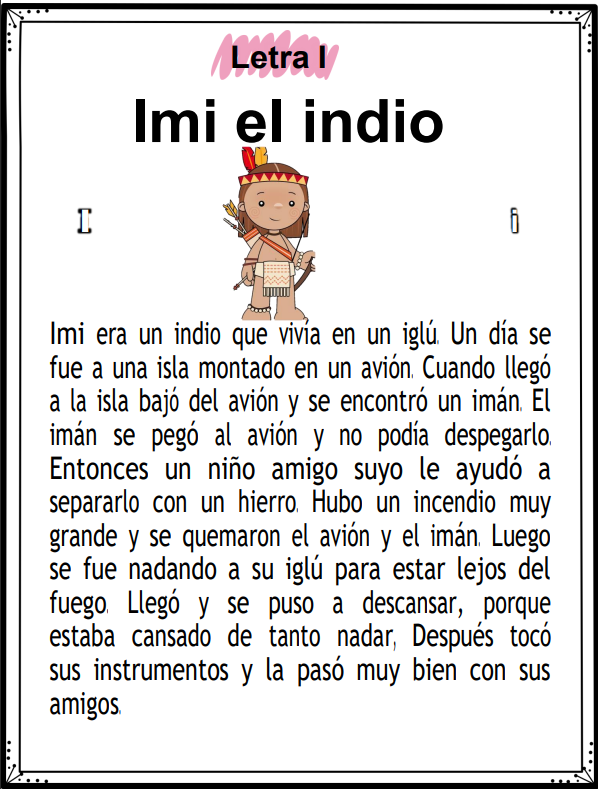 Letra I
Imi el indio
I
i
Imi era un indio que vivía en un iglú. Un día se
fue a una isla montado en un avión. Cuando llegó
a la isla bajó del avión y se encontró un imán. El
imán se pegó al avión y no podía despegarlo.
Entonces un niño amigo suyo le ayudó a
separarlo con un hierro. Hubo un incendio muy
grande y se quemaron el avión y el imán. Luego
se fue nadando a su iglú para estar lejos del
fuego. Llegó y se puso a descansar, porque
estaba cansado de tanto nadar, Después tocó
sus instrumentos y la pasó muy bien con sus
amigos.